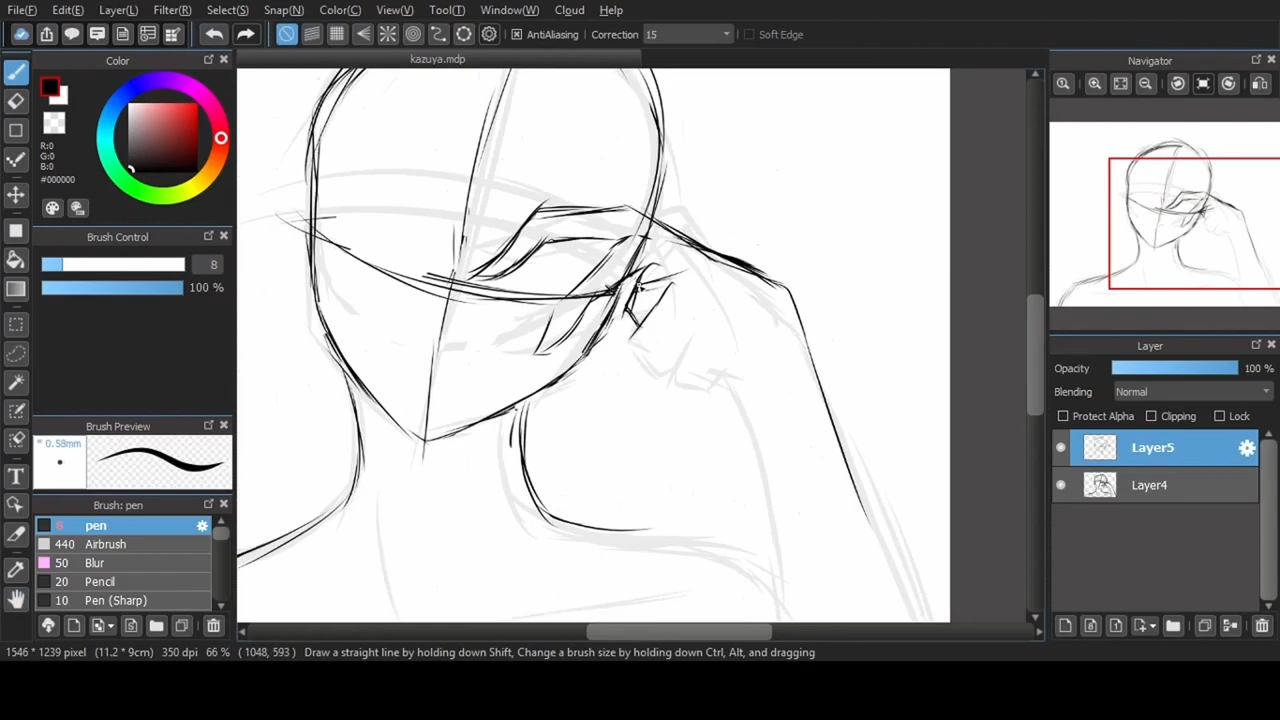 File(F) Edit(E) Layer(L) Filter(R) Select(S) Snap(N) Color(C) View(V) Tool(T) Window(W) Cloud Help
AntiAliasing Correction 15 Soft Edge
kazuya.mdp
Color
R:0
G:0
B:0
#000000
Brush Control
8
100 %
Brush Preview
* 0.58mm
Brush: pen
8 pen
440 Airbrush
50 Blur
20 Pencil
10 Pen (Sharp)
Navigator
Layer
Opacity 100 %
Blending Normal
Protect Alpha Clipping Lock
Layer5
Layer4
1546 * 1239 pixel (11.2 * 9cm) 350 dpi 66 % ( 1048, 593 ) Draw a straight line by holding down Shift, Change a brush size by holding down Ctrl, Alt, and dragging